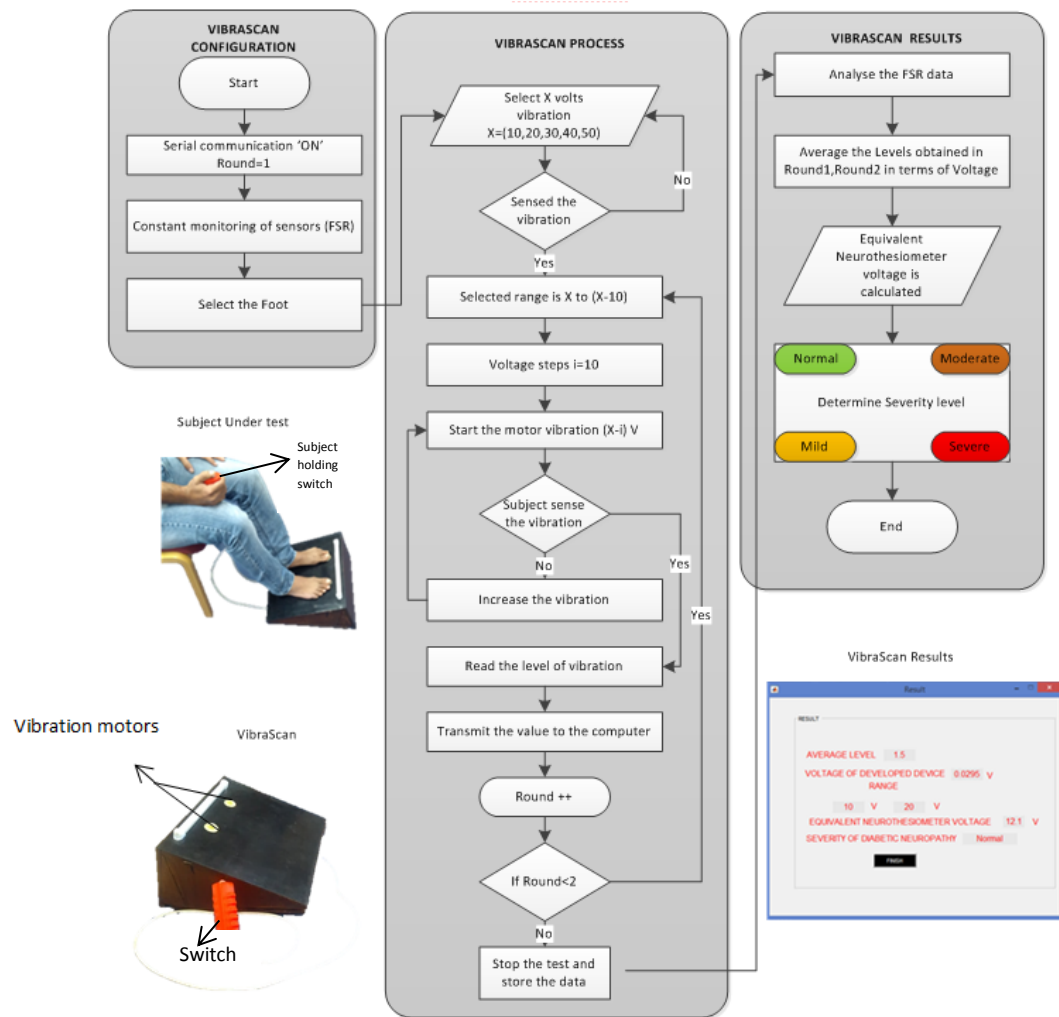 VIBRASCAN
CONFIGURATION
Start
Serial communication ‘ON’
Round=1
Constant monitoring of sensors (FSR)
Select the Foot
VIBRASCAN PROCESS
Select X volts
vibration
X=(10,20,30,40,50)
No
Sensed the
vibration
Yes
Selected range is X to (X-10)
Voltage steps i=10
Start the motor vibration (X-i) V
Subject sense
the vibration
Yes
No
Increase the vibration
Yes
Read the level of vibration
Transmit the value to the computer
Round ++
If Round<2
No
Stop the test and
store the data
VIBRASCAN RESULTS
Analyse the FSR data
Average the Levels obtained in
Round1,Round2 in terms of Voltage
Equivalent
Neurothesiometer
voltage is
calculated
Normal
Moderate
Determine Severity level
Mild
Severe
End
Subject Under test
Subject
holding
switch
Vibration motors
VibraScan
Switch
VibraScan Results
Result
RESULT
AVERAGE LEVEL 1.5
VOLTAGE OF DEVELOPED DEVICE 0.0295 V
RANGE
10 V 20 V
EQUIVALENT NEUROTHESIOMETER VOLTAGE 12.1 V
SEVERITY OF DIABETIC NEUROPATHY Normal
FINISH